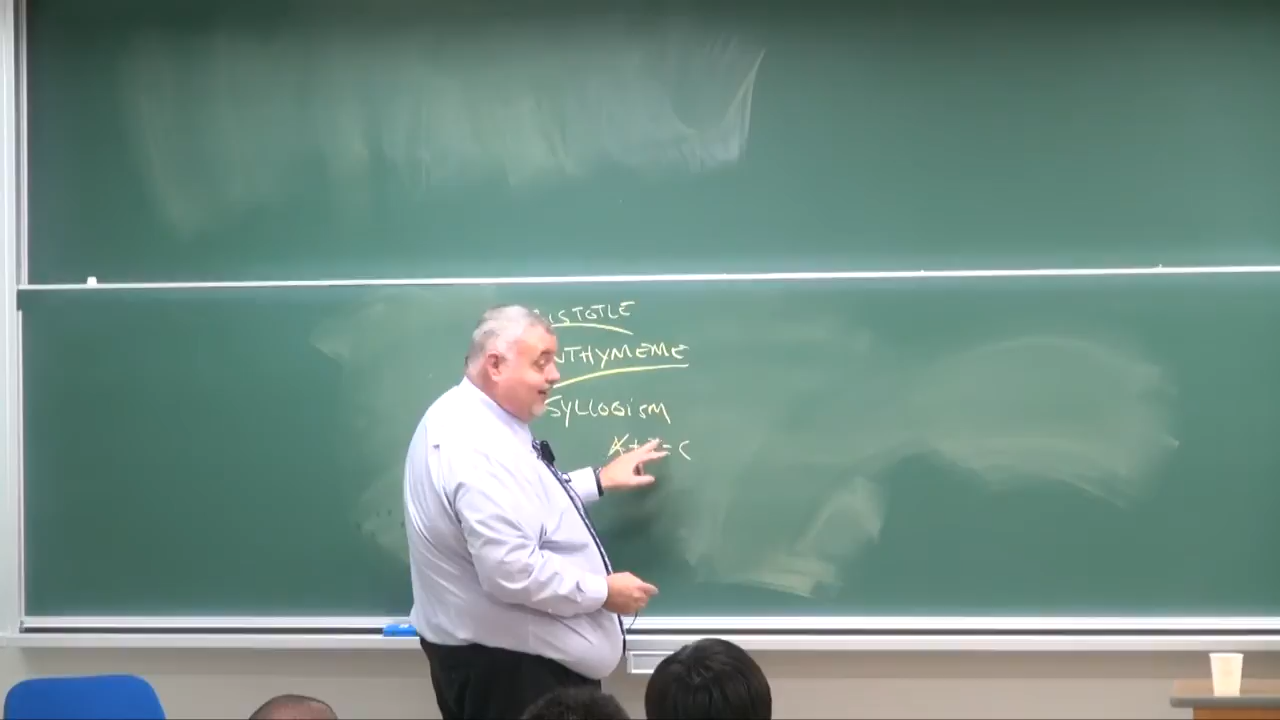 ISTOTLE
NTHYMEME
SYLLOGISM
A + = C